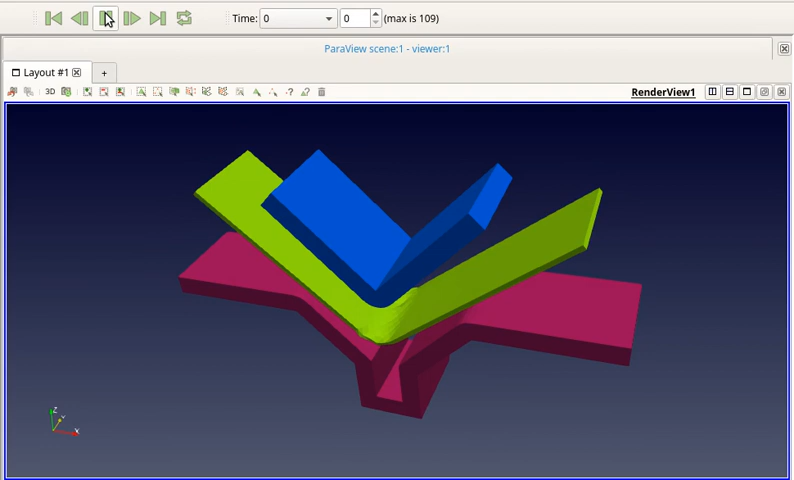 Time: 0 0 (max is 109)
ParaView scene:1 - viewer:1
Layout #1 +
3D RenderView1
Z
Y
X